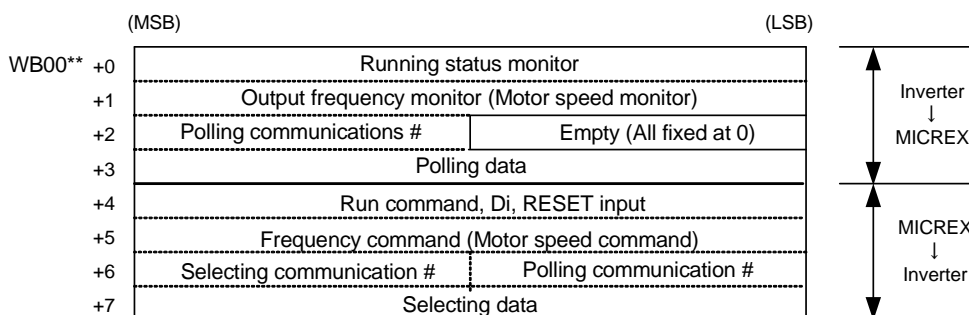 (MSB) (LSB)
WB00** +0 Running status monitor
+1 Output frequency monitor (Motor speed monitor)
+2 Polling communications # Empty (All fixed at 0)
+3 Polling data
Inverter
↓
MICREX
+4 Run command, Di, RESET input
+5 Frequency command (Motor speed command)
+6 Selecting communication # Polling communication #
+7 Selecting data
MICREX
↓
Inverter